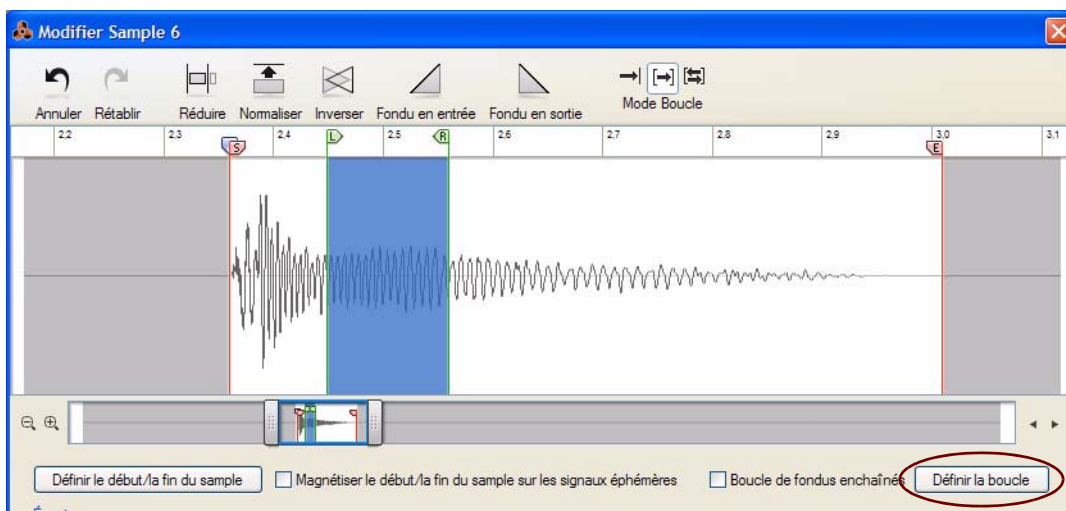 Modifier Sample 6
Annuler Rétablir Réduire Normaliser Inverser Fondu en entrée Fondu en sortie Mode Boucle
2.2 2.3 2.4 2.5 2.6 2.7 2.8 2.9 3.0 3.1
S L R E
Définir le début/la fin du sample Magnétiser le début/la fin du sample sur les signaux éphémères Boucle de fondus enchaînés Définir la boucle